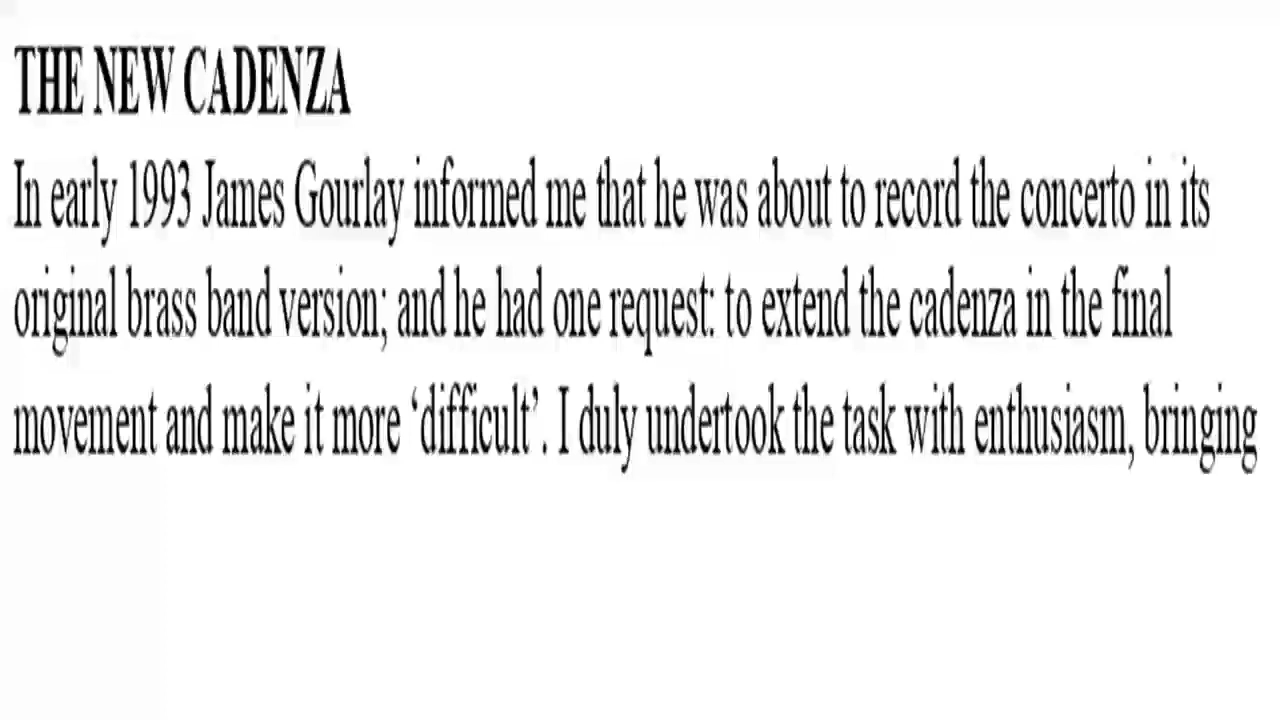 THE NEW CADENZA
In early 1993 James Gourlay informed me that he was about to record the concerto in its
original brass band version; and he had one request: to extend the cadenza in the final
movement and make it more ‘difficult’. I duly undertook the task with enthusiasm, bringing